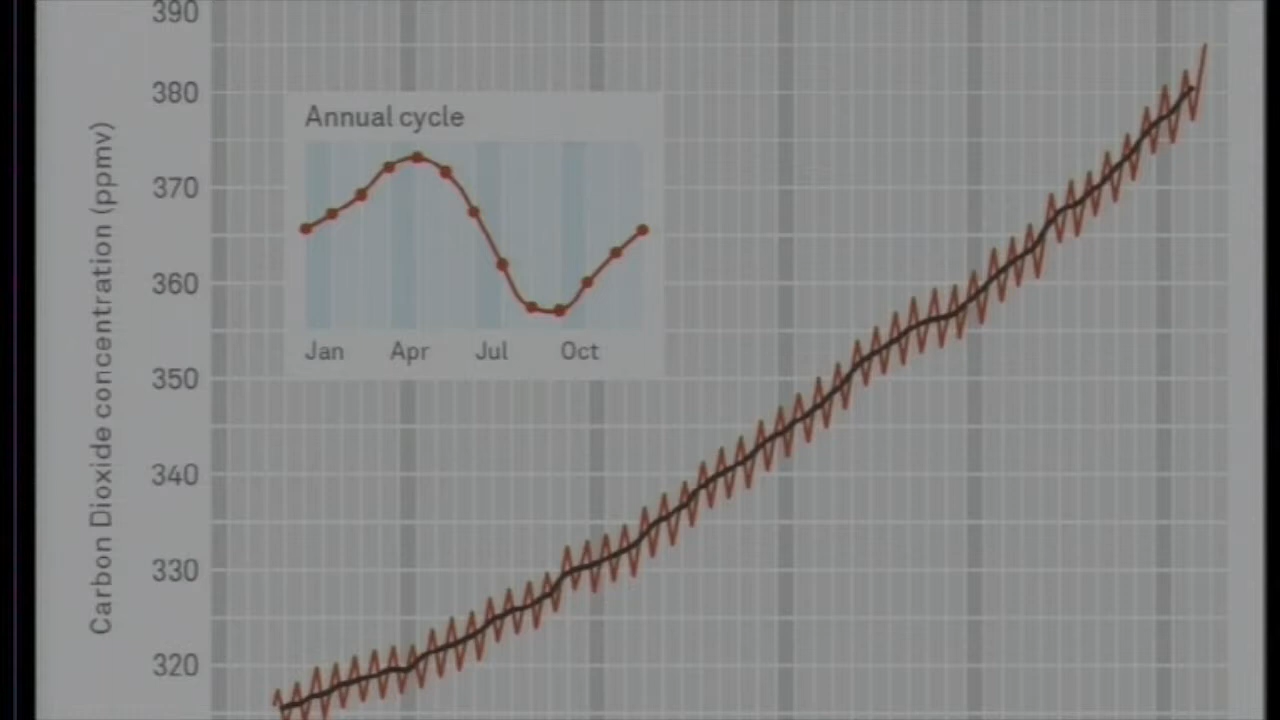 390
380
370
360
350
340
330
320
Carbon Dioxide concentration (ppmv)
Annual cycle
Jan Apr Jul Oct